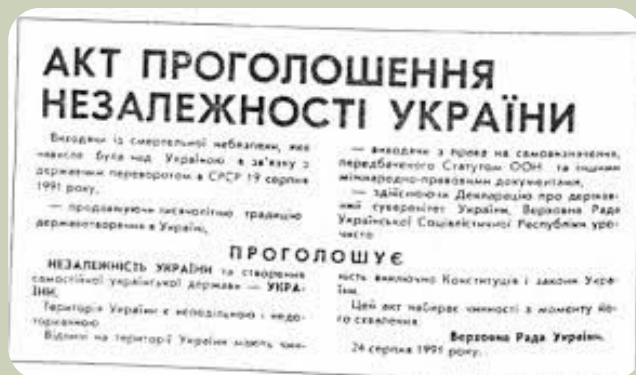 АКТ ПРОГОЛОШЕННЯ
НЕЗАЛЕЖНОСТІ УКРАЇНИ
Виходячи із смертельної небезпеки, яка
нависла була над Україною в зв'язку з
державним переворотом в СРСР 19 серпня
1991 року,
— продовжуючи тисячолітню традицію
державотворення в Україні,
— виходячи з права на самовизначення,
передбаченого Статутом ООН та іншими
міжнародно-правовими документами,
— здійснюючи Декларацію про держав-
ний суверенітет України, Верховна Рада
Української Соціалістичної Республіки уро-
чисто
ПРОГОЛОШУЄ
НЕЗАЛЕЖНІСТЬ УКРАЇНИ та створення
самостійної української держави — УКРА-
ЇНИ.
Територія України є неподільною і недо-
торканною
Віднині на території України мають чин-
ність виключно Конституція і закони Укра-
їни.
Цей акт набирає чинності з моменту йо-
го схвалення
Верховна Рада України.
24 серпня 1991 року.